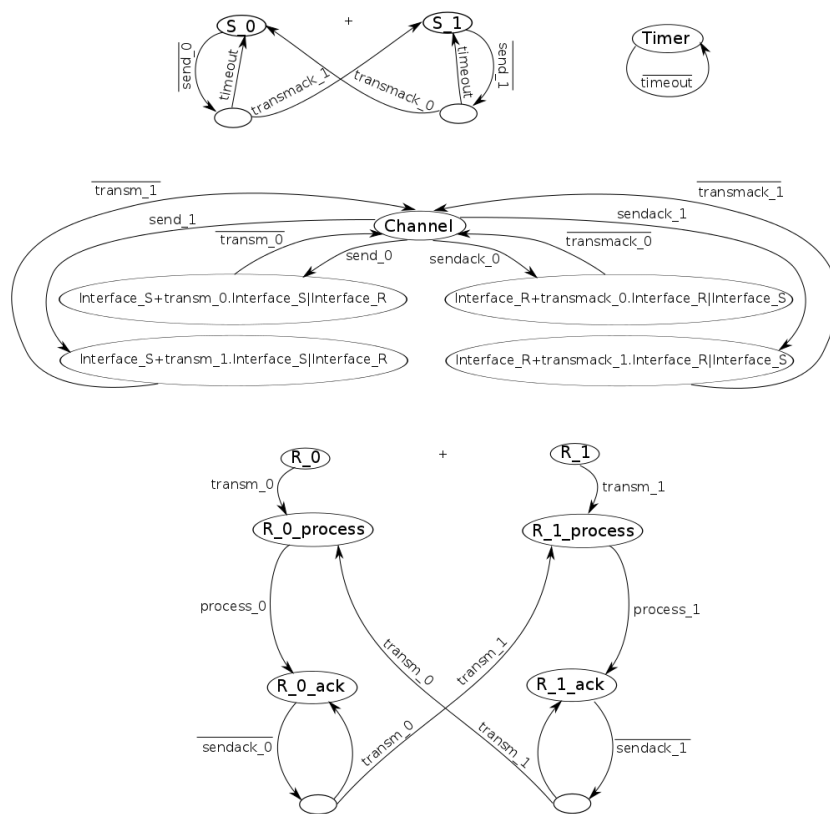 S_0 + S_1 Timer
send_0 timeout transmack_1 transmack_0 timeout send_1 timeout
transm_1 transmack_1
send_1 Channel sendack_1
transm_0 transmack_0
send_0 sendack_0
Interface_S+transm_0.Interface_S|Interface_R Interface_R+transmack_0.Interface_R|Interface_S
Interface_S+transm_1.Interface_S|Interface_R Interface_R+transmack_1.Interface_R|Interface_S
R_0 + R_1
transm_0 transm_1
R_0_process R_1_process
process_0 process_1
transm_0 transm_1
R_0_ack R_1_ack
sendack_0 transm_0 transm_1 sendack_1